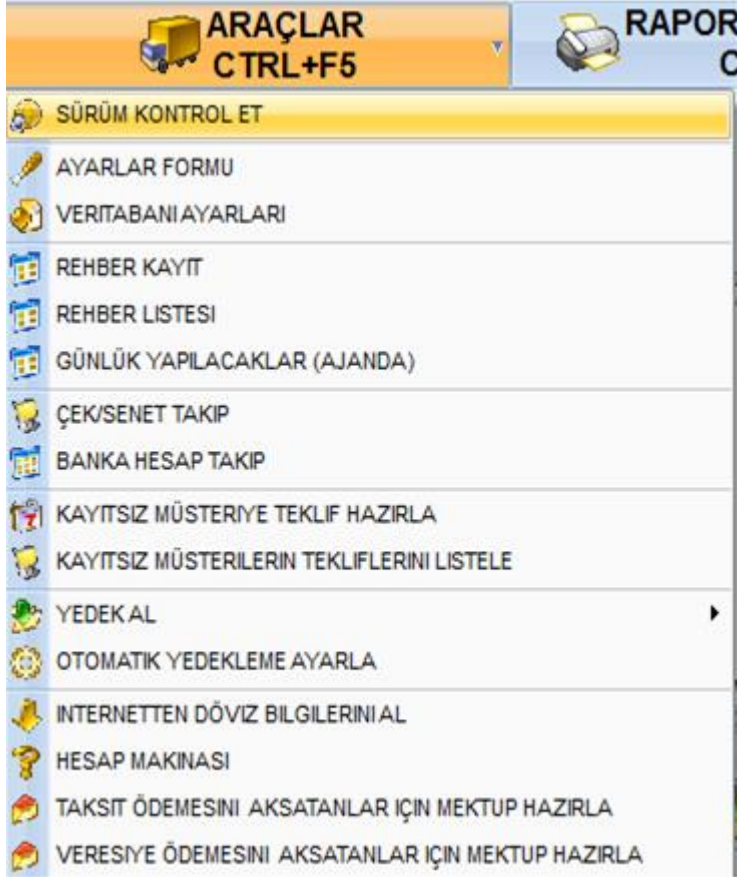 ARAÇLAR
CTRL+F5
RAPOR
C
SÜRÜM KONTROL ET
AYARLAR FORMU
VERITABANI AYARLARI
REHBER KAYIT
REHBER LISTESI
GÜNLÜK YAPILACAKLAR (AJANDA)
ÇEK/SENET TAKIP
BANKA HESAP TAKIP
KAYITSIZ MÜSTERIYE TEKLIF HAZIRLA
KAYITSIZ MÜSTERILERIN TEKLIFLERINI LISTELE
YEDEK AL
OTOMATIK YEDEKLEME AYARLA
INTERNETTEN DÖVIZ BILGILERINI AL
HESAP MAKINASI
TAKSIT ÖDEMESINI AKSATANLAR IÇIN MEKTUP HAZIRLA
VERESIYE ÖDEMESINI AKSATANLAR IÇIN MEKTUP HAZIRLA